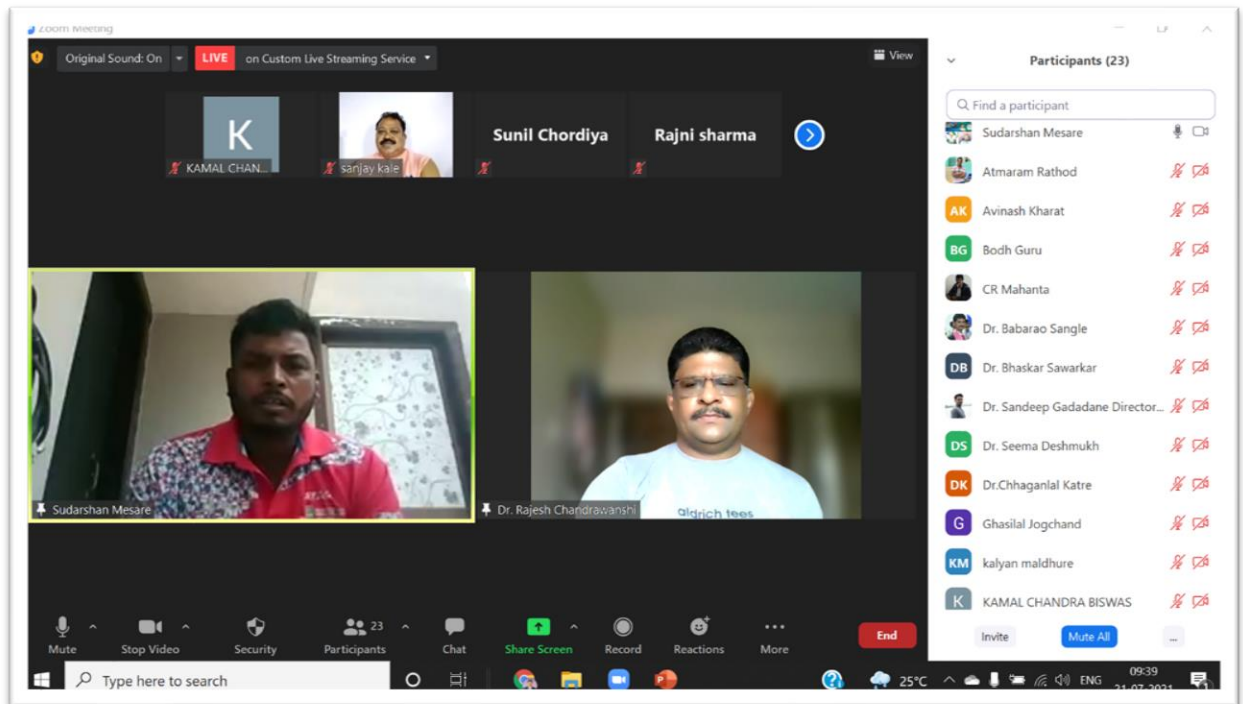 Zoom Meeting
Original Sound: On
LIVE on Custom Live Streaming Service
View
K
KAMAL CHAN...
sanjay kale
Sunil Chordiya
Rajni sharma
Sudarshan Mesare
Dr. Rajesh Chandrawanshi
aldrich tees
Participants (23)
Find a participant
Sudarshan Mesare
Atmaram Rathod
AK Avinash Kharat
BG Bodh Guru
CR Mahanta
Dr. Babarao Sangle
DB Dr. Bhaskar Sawarkar
Dr. Sandeep Gadadane Director...
DS Dr. Seema Deshmukh
DK Dr.Chhaganlal Katre
G Ghasilal Jogchand
KM kalyan maldhure
K KAMAL CHANDRA BISWAS
Invite Mute All ...
23
Mute Stop Video Security Participants Chat Share Screen Record Reactions More End
Type here to search
25°C ENG 09:39
21-07-2021
1